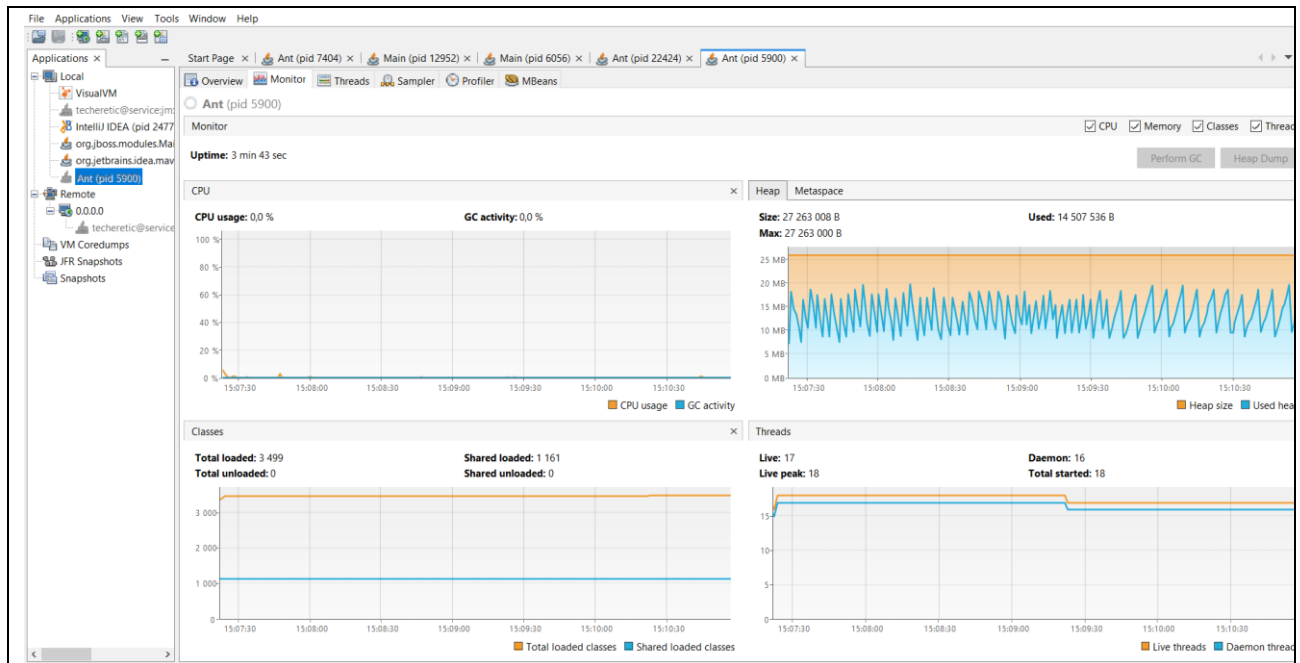 File Applications View Tools Window Help
Applications ×
Start Page × Ant (pid 7404) × Main (pid 12952) × Main (pid 6056) × Ant (pid 22424) × Ant (pid 5900) ×
Local
VisualVM
techeretic@service:jm
IntelliJ IDEA (pid 2477
org.jboss.modules.Mai
org.jetbrains.idea.mav
Ant (pid 5900)
Remote
0.0.0.0
techeretic@service
VM Coredumps
JFR Snapshots
Snapshots
Overview Monitor Threads Sampler Profiler MBeans
Ant (pid 5900)
Monitor
CPU Memory Classes Thread
Uptime: 3 min 43 sec
Perform GC Heap Dump
CPU ×
CPU usage: 0,0 % GC activity: 0,0 %
100 %
80 %
60 %
40 %
20 %
0 %
15:07:30 15:08:00 15:08:30 15:09:00 15:09:30 15:10:00 15:10:30
CPU usage GC activity
Heap Metaspace
Size: 27 263 008 B Used: 14 507 536 B
Max: 27 263 000 B
25 MB
20 MB
15 MB
10 MB
5 MB
0 MB
15:07:30 15:08:00 15:08:30 15:09:00 15:09:30 15:10:00 15:10:30
Heap size Used hea
Classes ×
Total loaded: 3 499 Shared loaded: 1 161
Total unloaded: 0 Shared unloaded: 0
3 000
2 000
1 000
0
15:07:30 15:08:00 15:08:30 15:09:00 15:09:30 15:10:00 15:10:30
Total loaded classes Shared loaded classes
Threads
Live: 17 Daemon: 16
Live peak: 18 Total started: 18
15
10
5
0
15:07:30 15:08:00 15:08:30 15:09:00 15:09:30 15:10:00 15:10:30
Live threads Daemon thread